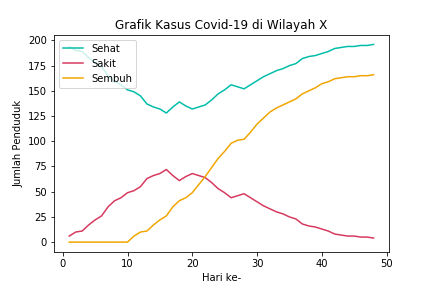 Grafik Kasus Covid-19 di Wilayah X
Sehat
Sakit
Sembuh
Jumlah Penduduk
200
175
150
125
100
75
50
25
0
0 10 20 30 40 50
Hari ke-